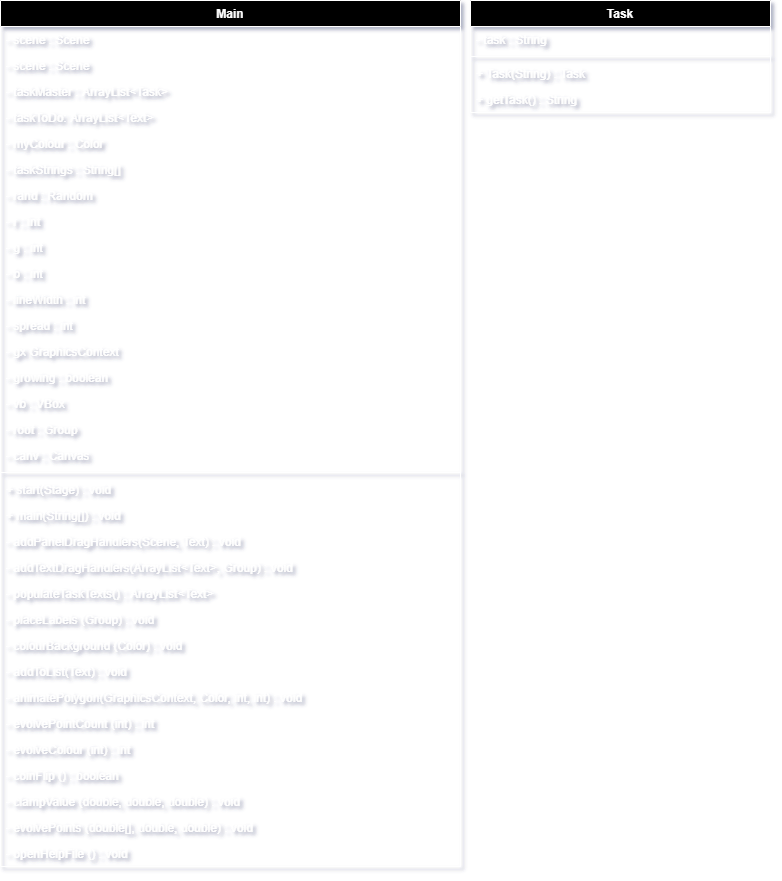 Main
- scene : Scene
- scene : Scene
- taskMaster : ArrayList<Task>
- taskToDo: ArrayList<Text>
- myColour : Color
- taskStrings : String[]
- rand : Random
- r : int
- g : int
- b : int
- lineWidth : int
- spread : int
- gx GraphicsContext
- growing : boolean
- vb : VBox
- root : Group
- canv : Canvas
+ start(Stage) : void
+ main(String[]) : void
- addPanelDragHandlers(Scene, Text) : void
- addTextDragHandlers(ArrayList<Text>, Group) : void
- populateTaskTexts() : ArrayList<Text>
- placeLabels (Group) : void
- colourBackground (Color) : void
- addToList(Text) : void
- animatePolygon(GraphicsContext, Color, int, int) : void
- evolvePointCount (int) : int
- evolveColour (int) : int
- coinFlip () : boolean
- clampValue (double, double, double) : void
- evolvePoints (double[], double, double) : void
- openHelpFile () : void
Task
- task : String
+ Task(String) : Task
+ getTask() : String